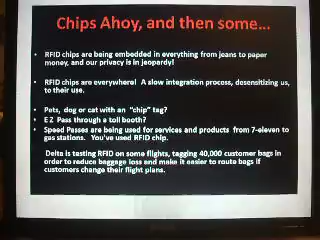 Chips Ahoy, and then some...
• RFID chips are being embedded in everything from jeans to paper
money, and our privacy is in jeopardy!
• RFID chips are everywhere! A slow integration process, desensitizing us,
to their use.
• Pets, dog or cat with an "chip" tag?
• E Z Pass through a toll booth?
• Speed Passes are being used for services and products from 7-eleven to
gas stations. You've used RFID chip.
Delta is testing RFID on some flights, tagging 40,000 customer bags in
order to reduce baggage loss and make it easier to route bags if
customers change their flight plans.